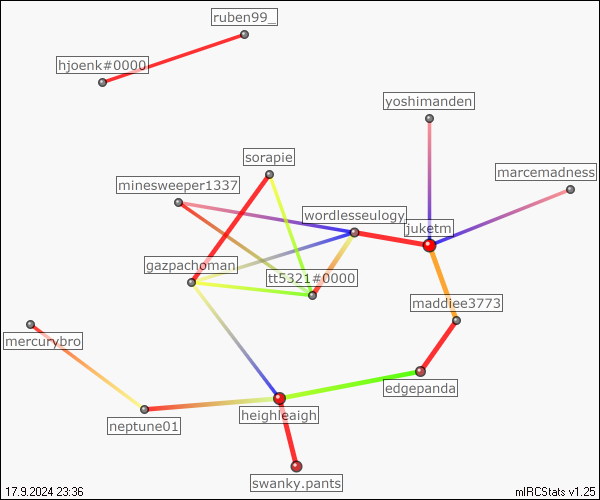 ruben99_
hjoenk#0000
yoshimanden
sorapie
marcemadness
minesweeper1337
wordlesseulogy
juketm
gazpachoman
tt5321#0000
maddiee3773
mercurybro
edgepanda
heighleaigh
neptune01
swanky.pants
17.9.2024 23:36
mIRCStats v1.25